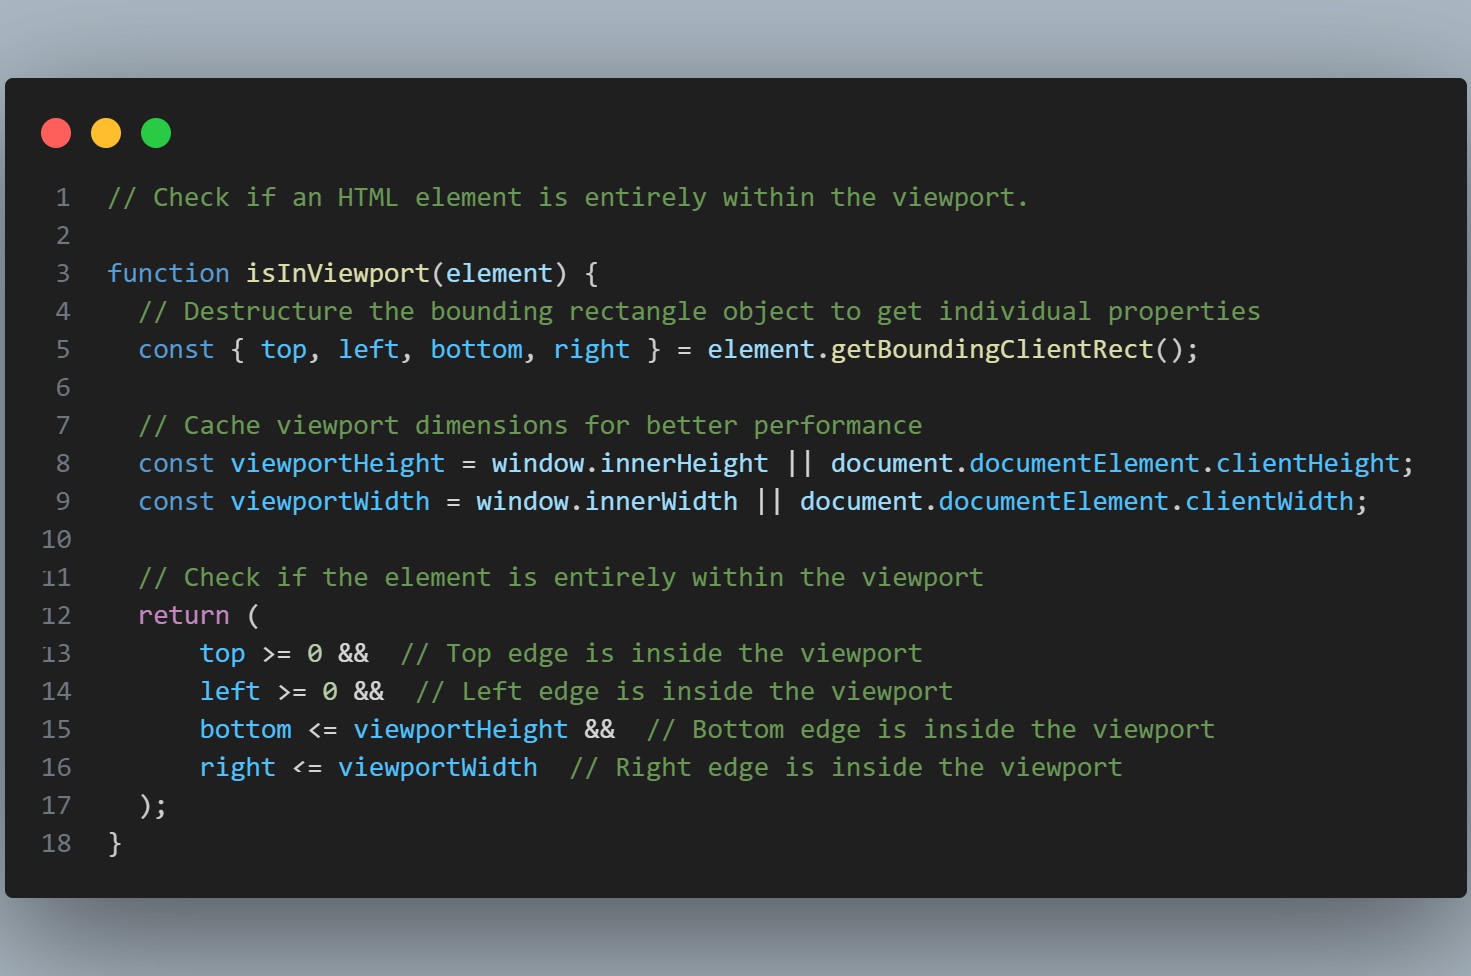 1 // Check if an HTML element is entirely within the viewport.
2
3 function isInViewport(element) {
4   // Destructure the bounding rectangle object to get individual properties
5   const { top, left, bottom, right } = element.getBoundingClientRect();
6
7   // Cache viewport dimensions for better performance
8   const viewportHeight = window.innerHeight || document.documentElement.clientHeight;
9   const viewportWidth = window.innerWidth || document.documentElement.clientWidth;
10
11   // Check if the element is entirely within the viewport
12   return (
13       top >= 0 &&  // Top edge is inside the viewport
14       left >= 0 &&  // Left edge is inside the viewport
15       bottom <= viewportHeight &&  // Bottom edge is inside the viewport
16       right <= viewportWidth  // Right edge is inside the viewport
17   );
18 }